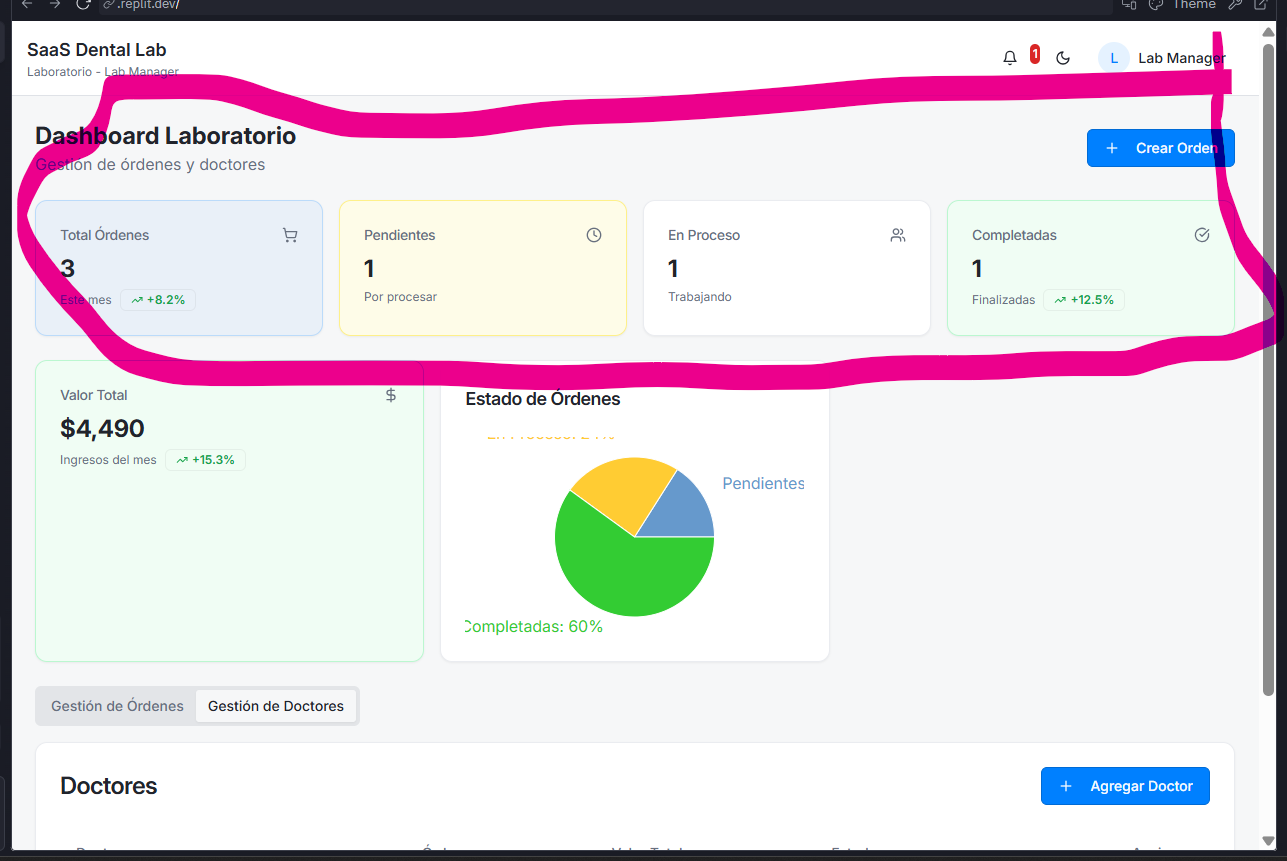 .replit.dev/
Theme
SaaS Dental Lab
Laboratorio - Lab Manager
1
L
Lab Manager
Dashboard Laboratorio
Gestión de órdenes y doctores
+ Crear Orden
Total Órdenes
3
Este mes
+8.2%
Pendientes
1
Por procesar
En Proceso
1
Trabajando
Completadas
1
Finalizadas
+12.5%
Valor Total
$
$4,490
Ingresos del mes
+15.3%
Estado de Órdenes
Pendientes
Completadas: 60%
Gestión de Órdenes
Gestión de Doctores
Doctores
+ Agregar Doctor